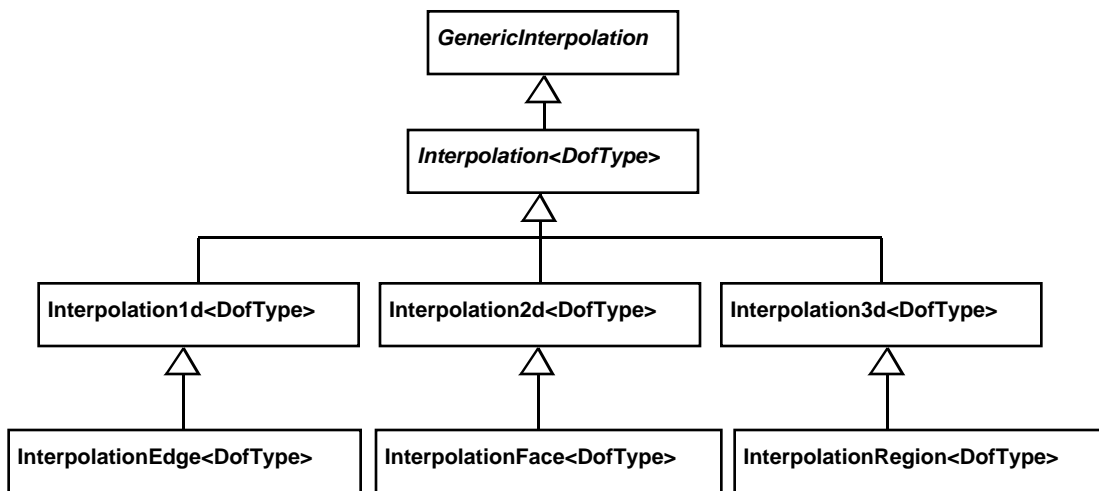 GenericInterpolation
Interpolation<DofType>
Interpolation1d<DofType>
Interpolation2d<DofType>
Interpolation3d<DofType>
InterpolationEdge<DofType>
InterpolationFace<DofType>
InterpolationRegion<DofType>